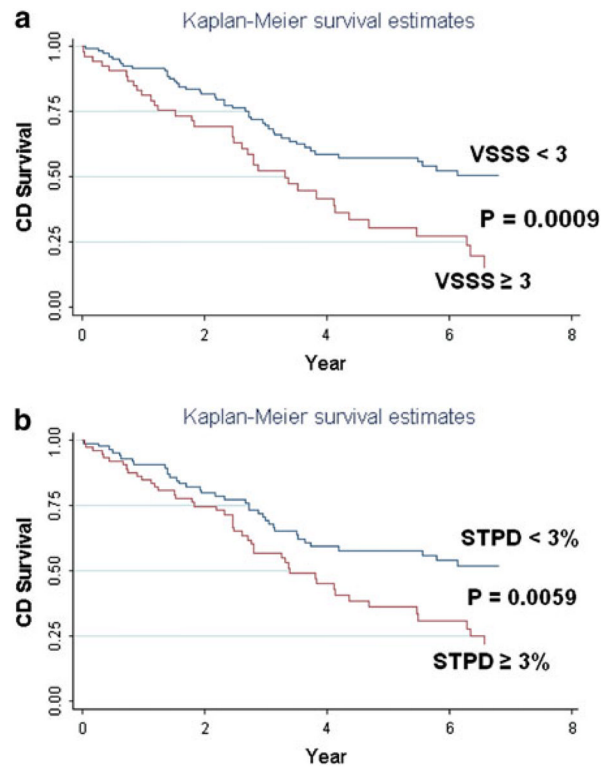 a
Kaplan-Meier survival estimates
1.00
0.75
0.50
0.25
0.00
CD Survival
VSSS < 3
P = 0.0009
VSSS ≥ 3
0 2 4 6 8
Year
b
Kaplan-Meier survival estimates
1.00
0.75
0.50
0.25
0.00
CD Survival
STPD < 3%
P = 0.0059
STPD ≥ 3%
0 2 4 6 8
Year